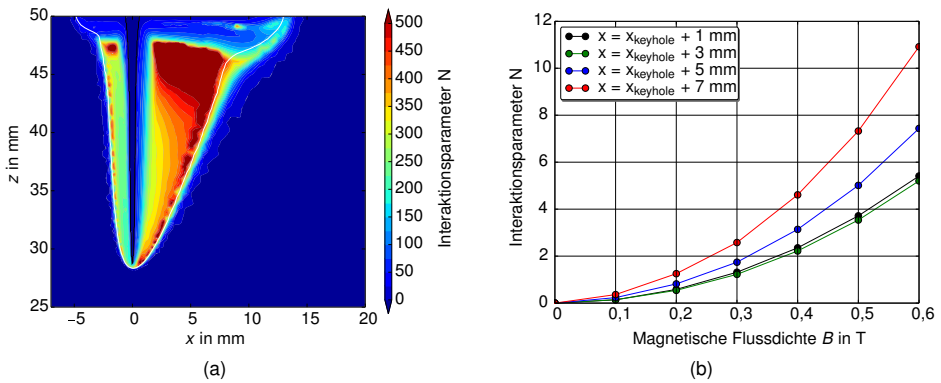 (a)
50
45
40
35
30
25
z in mm
−5
0
5
10
15
20
x in mm
500
450
400
350
300
250
200
150
100
50
0
Interaktionsparameter N
(a)
(b)
12
10
8
6
4
2
0
Interaktionsparameter N
x = xkeyhole + 1 mm
x = xkeyhole + 3 mm
x = xkeyhole + 5 mm
x = xkeyhole + 7 mm
0
0,1
0,2
0,3
0,4
0,5
0,6
Magnetische Flussdichte B in T
(b)